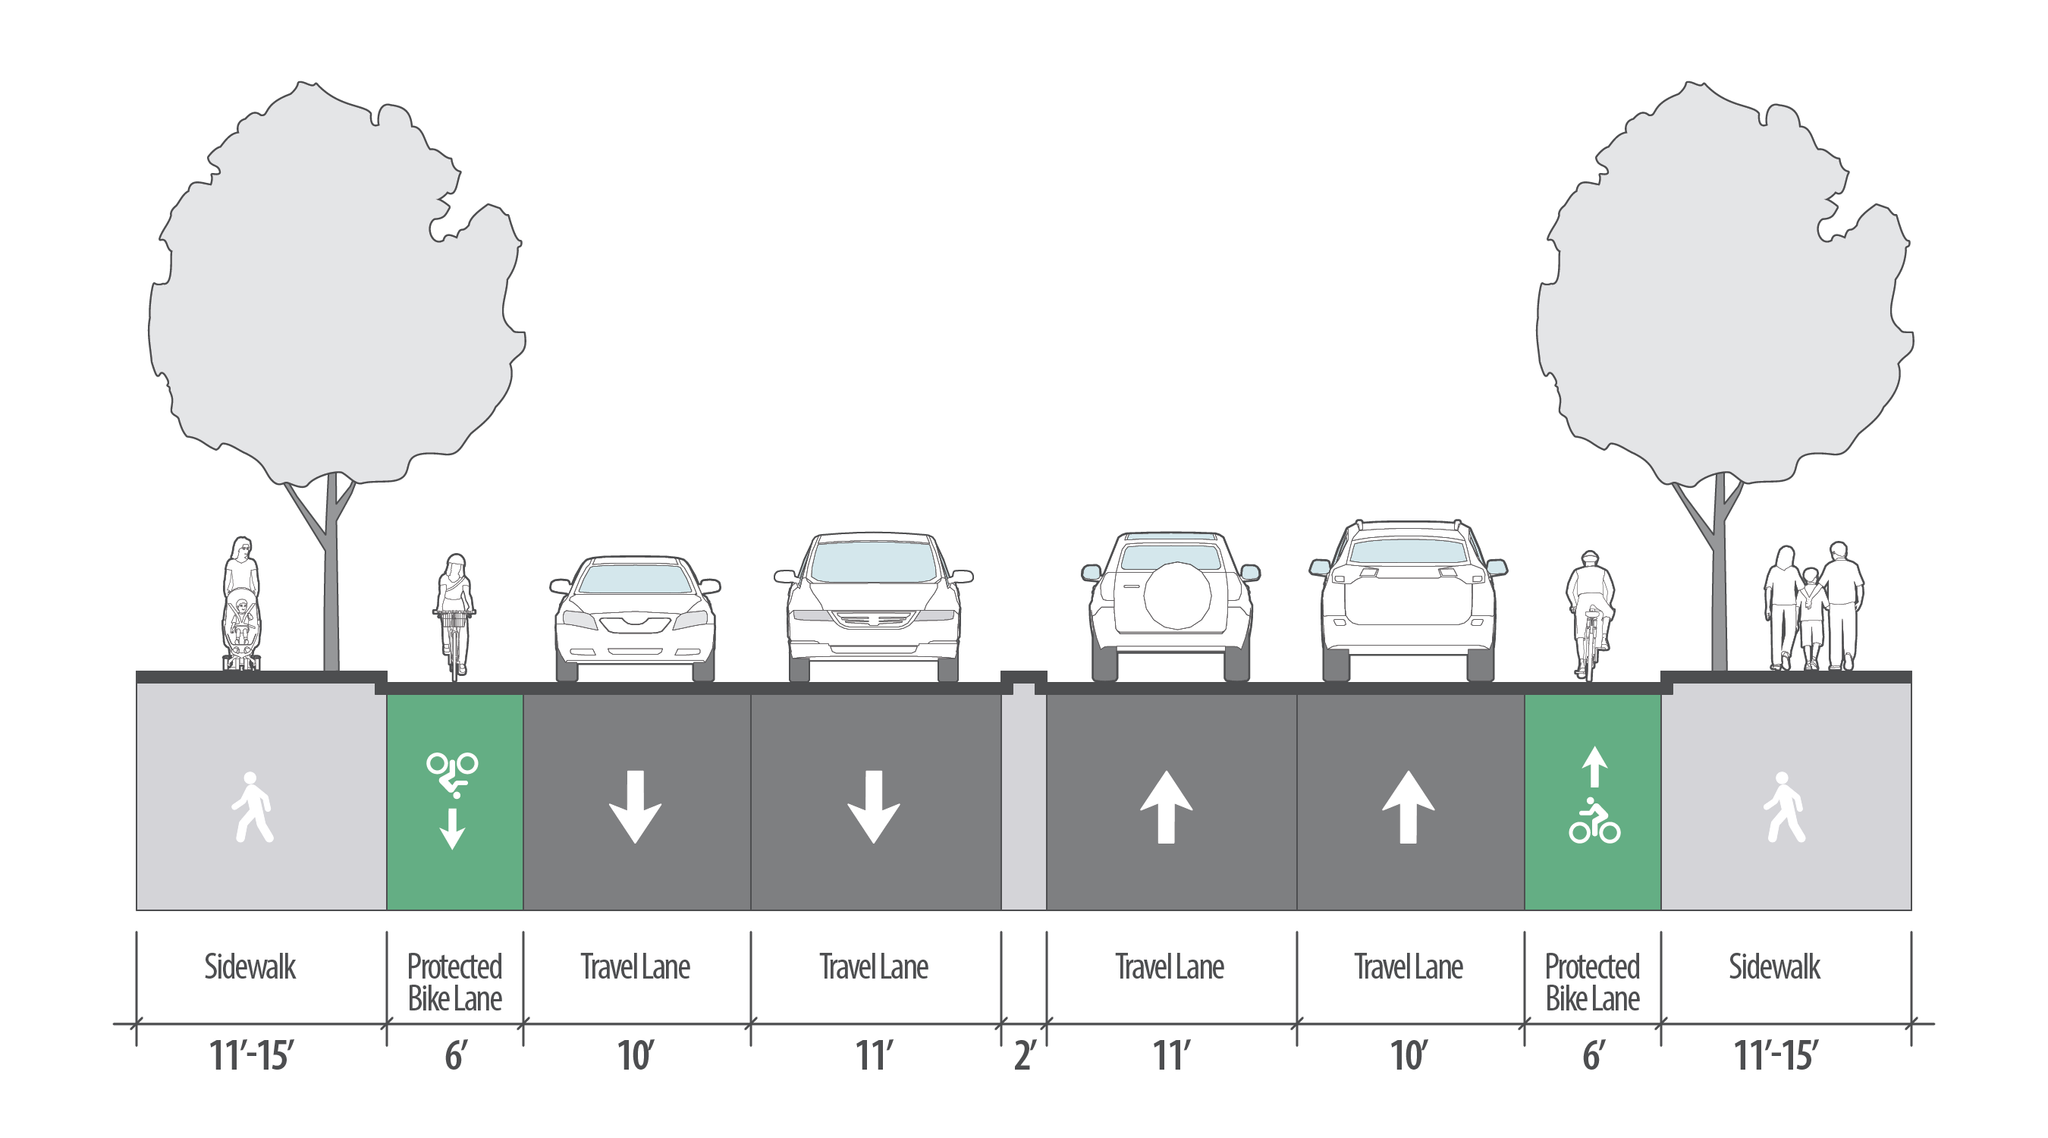 Sidewalk
Protected
Bike Lane
Travel Lane
Travel Lane
Travel Lane
Travel Lane
Protected
Bike Lane
Sidewalk
11’-15’
6’
10’
11’
2’
11’
10’
6’
11’-15’